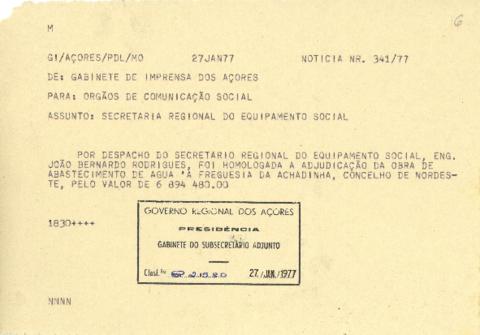 6
M
GI/AÇORES/PDL/MO 27JAN77 NOTICIA NR. 341/77
DE: GABINETE DE IMPRENSA DOS AÇORES
PARA: ORGÃOS DE COMUNICAÇÃO SOCIAL
ASSUNTO: SECRETARIA REGIONAL DO EQUIPAMENTO SOCIAL
POR DESPACHO DO SECRETARIO REGIONAL DO EQUIPAMENTO SOCIAL, ENG.
JOÃO BERNARDO RODRIGUES, FOI HOMOLOGADA A ADJUDICAÇÃO DA OBRA DE
ABASTECIMENTO DE AGUA 'A FREGUESIA DA ACHADINHA, CONCELHO DE NORDES-
TE, PELO VALOR DE 6 894 480.00
1830++++
GOVERNO REGIONAL DOS AÇORES
PRESIDÊNCIA
GABINETE DO SUBSECRETÁRIO ADJUNTO
Clasf. 27./JAN./1977
NNNN